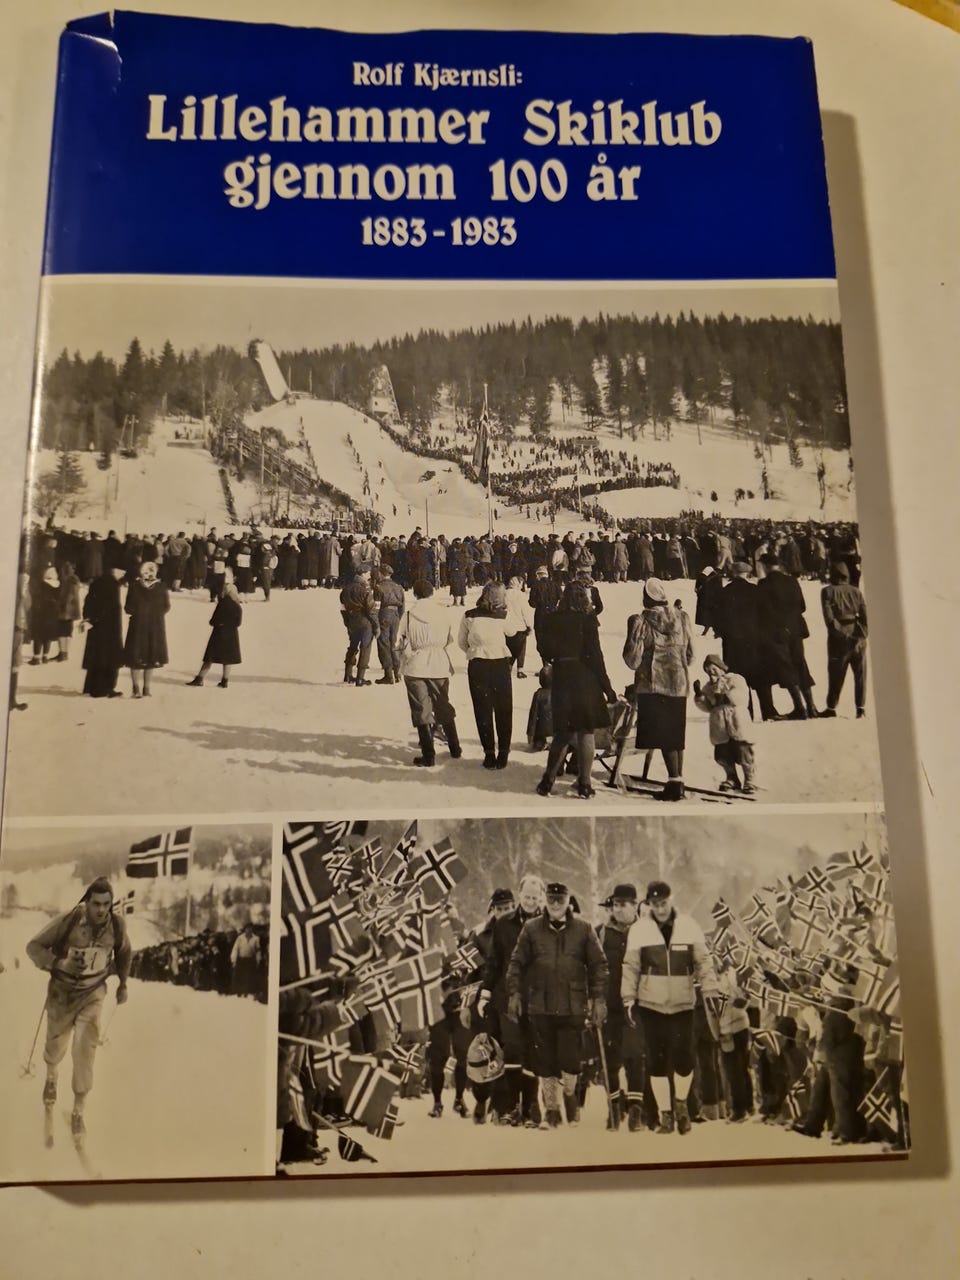 Rolf Kjærnsli:
Lillehammer Skiklub
gjennom 100 år
1883-1983